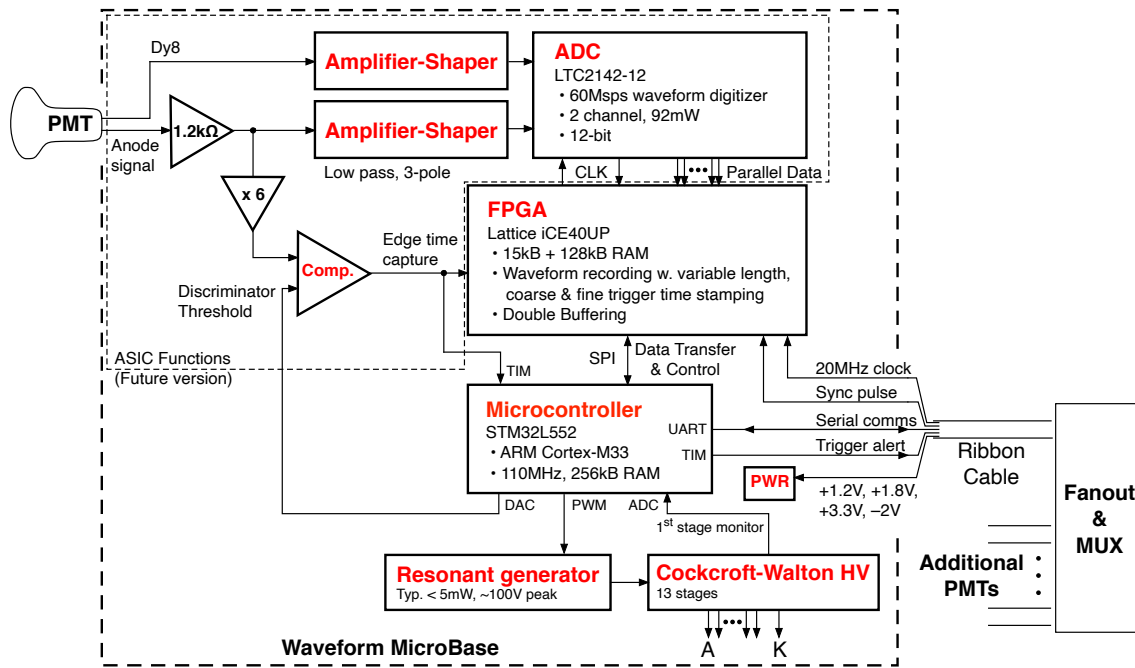 Dy8
Amplifier-Shaper
ADC
LTC2142-12
• 60Msps waveform digitizer
• 2 channel, 92mW
• 12-bit
PMT
1.2kΩ
Amplifier-Shaper
Anode
signal
Low pass, 3-pole
CLK
Parallel Data
x 6
FPGA
Lattice iCE40UP
• 15kB + 128kB RAM
• Waveform recording w. variable length,
coarse & fine trigger time stamping
• Double Buffering
Edge time
capture
Comp.
Discriminator
Threshold
ASIC Functions
(Future version)
TIM
SPI
Data Transfer
& Control
20MHz clock
Sync pulse
Serial comms
Trigger alert
Microcontroller
STM32L552
• ARM Cortex-M33
• 110MHz, 256kB RAM
UART
TIM
DAC
PWM
ADC
PWR
+1.2V, +1.8V,
+3.3V, –2V
Ribbon
Cable
Fanout
&
MUX
1st stage monitor
Resonant generator
Typ. < 5mW, ~100V peak
Cockcroft-Walton HV
13 stages
Additional
PMTs
A
K
Waveform MicroBase